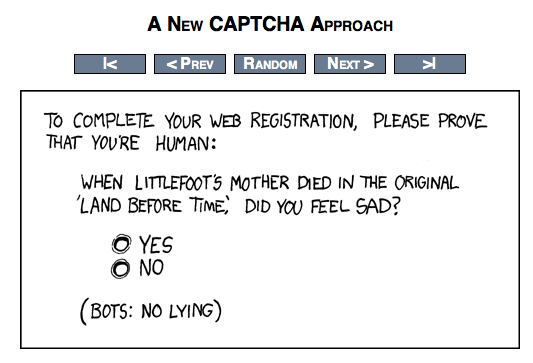 A New CAPTCHA Approach
|< < Prev Random Next > >|
TO COMPLETE YOUR WEB REGISTRATION, PLEASE PROVE
THAT YOU'RE HUMAN:
WHEN LITTLEFOOT'S MOTHER DIED IN THE ORIGINAL
'LAND BEFORE TIME,' DID YOU FEEL SAD?
YES
NO
(BOTS: NO LYING)